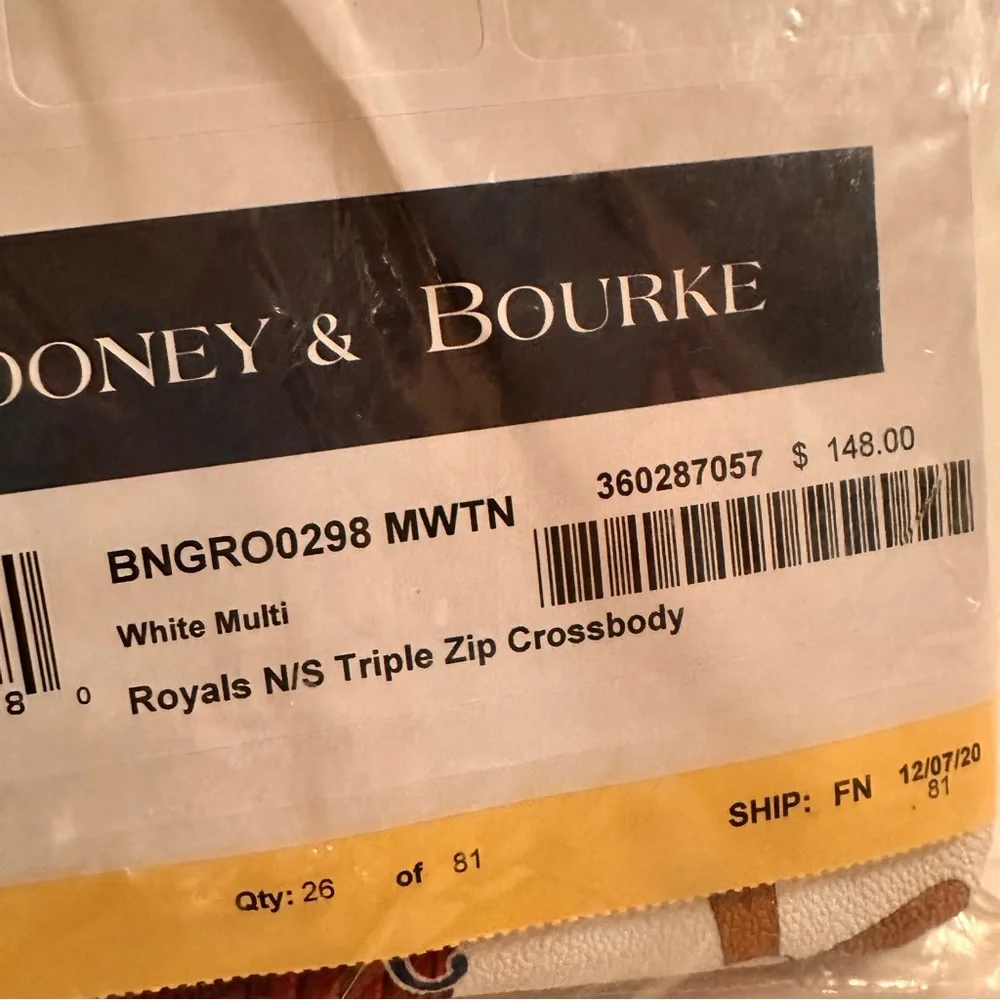 OONEY & BOURKE
360287057 $ 148.00
BNGRO0298 MWTN
White Multi
Royals N/S Triple Zip Crossbody
8 0
SHIP: FN 12/07/20
81
Qty: 26 of 81